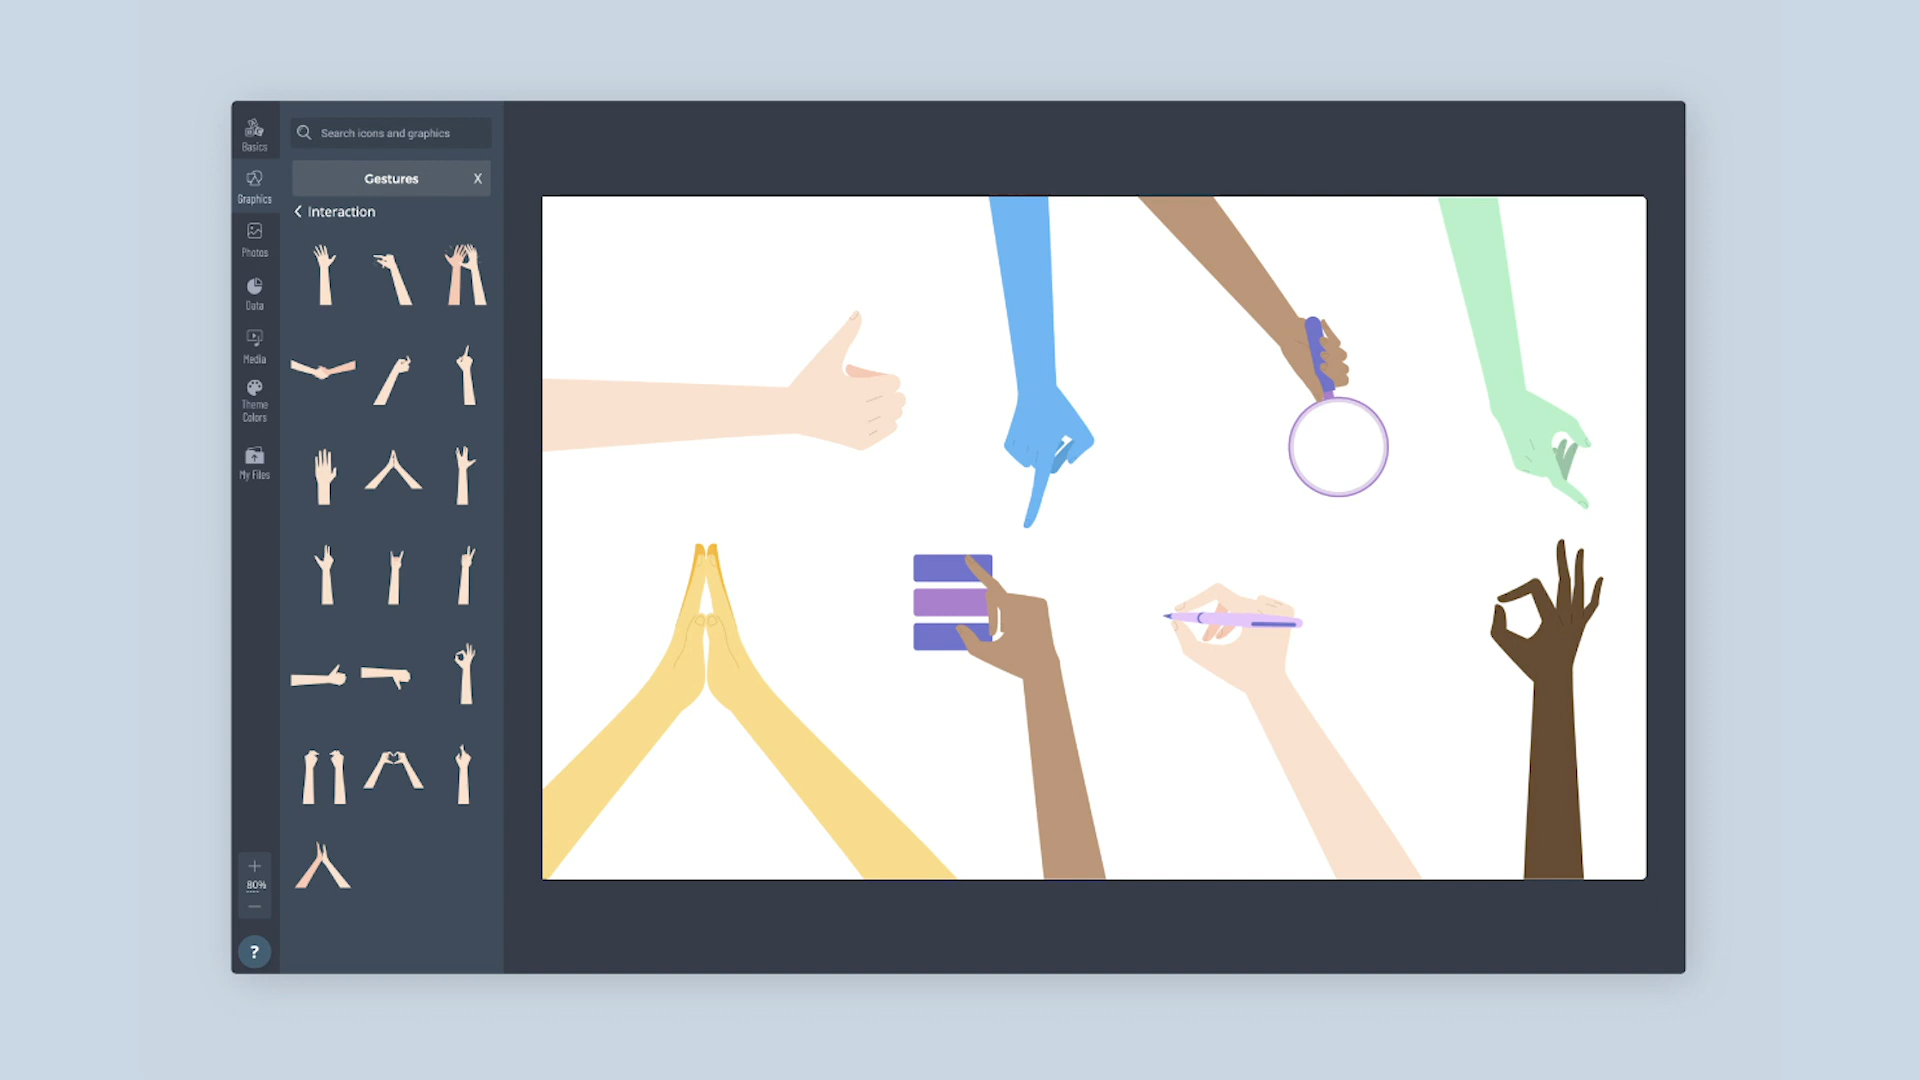 Basics
Graphics
Photos
Data
Media
Theme
Colors
My Files
80%
?
Search icons and graphics
Gestures X
Interaction